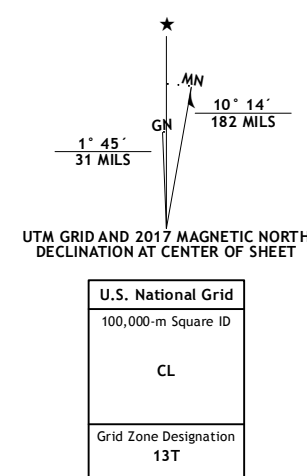 ★
MN
GN
10° 14´
182 MILS
1° 45´
31 MILS
UTM GRID AND 2017 MAGNETIC NORTH
DECLINATION AT CENTER OF SHEET
U.S. National Grid
100,000-m Square ID
CL
Grid Zone Designation
13T